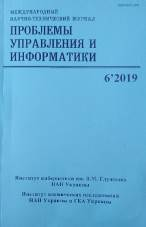 МЕЖДУНАРОДНЫЙ
НАУЧНО-ТЕХНИЧЕСКИЙ ЖУРНАЛ
ПРОБЛЕМЫ
УПРАВЛЕНИЯ И
ИНФОРМАТИКИ
6'2019
Институт кибернетики им. В.М. Глушкова
НАН Украины
Институт космических исследований
НАН Украины и ГКА Украины